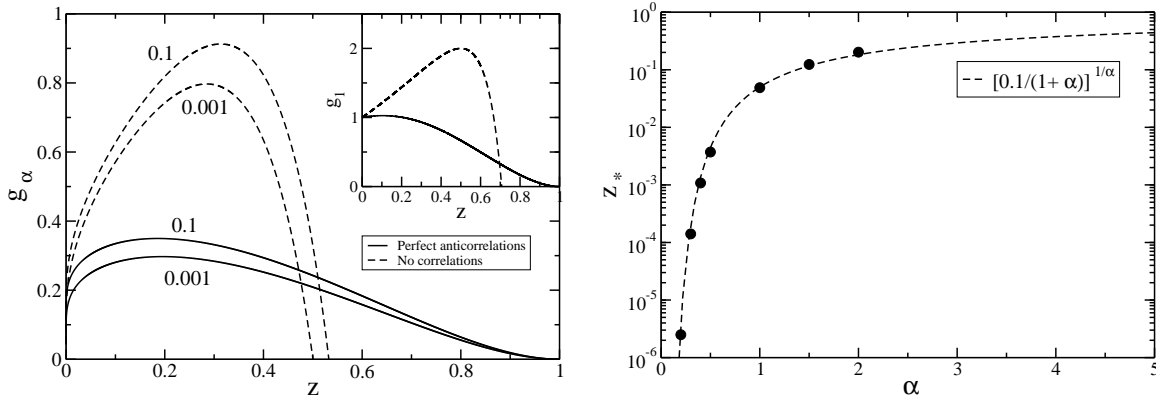 g_α
1
0.8
0.6
0.4
0.2
0
0 0.2 0.4 0.6 0.8 1
z
0.1
0.001
0.1
0.001
g_1
2
1
0
0 0.2 0.4 0.6 0.8 1
z
Perfect anticorrelations
No correlations
z_*
10^0
10^-1
10^-2
10^-3
10^-4
10^-5
10^-6
0 1 2 3 4 5
α
[0.1/(1+ α)]^1/α